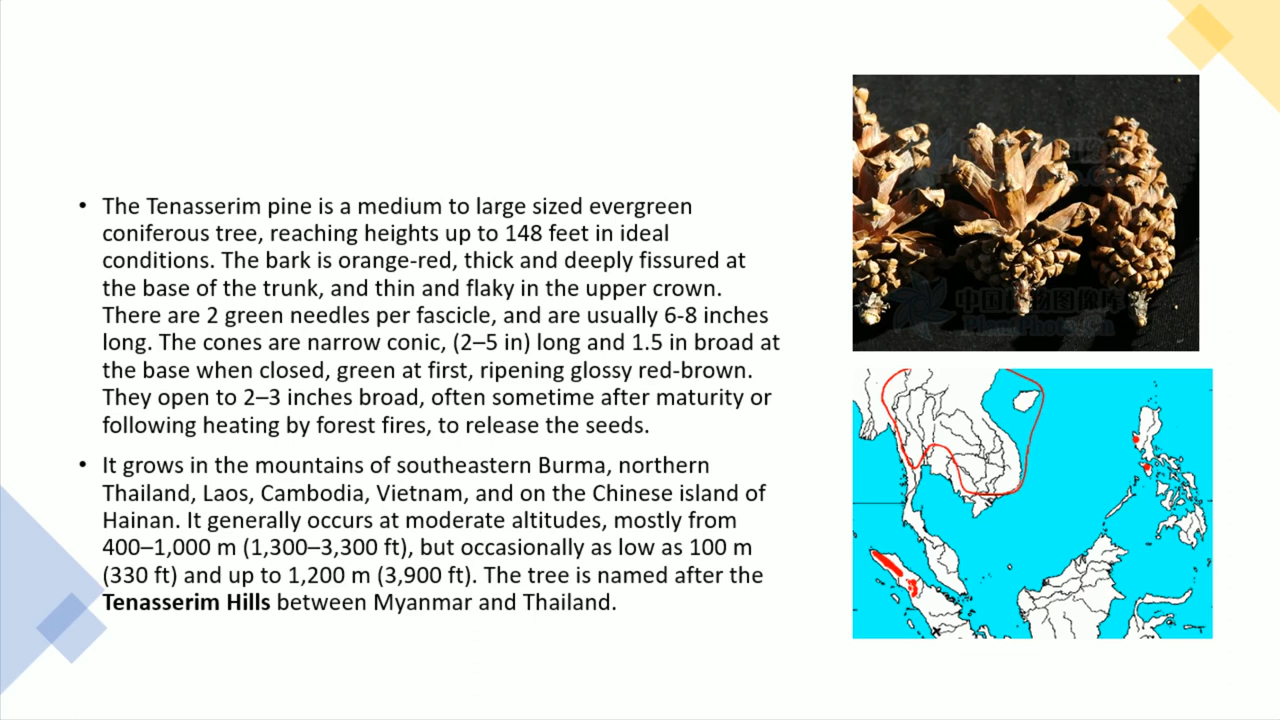 • The Tenasserim pine is a medium to large sized evergreen
coniferous tree, reaching heights up to 148 feet in ideal
conditions. The bark is orange-red, thick and deeply fissured at
the base of the trunk, and thin and flaky in the upper crown.
There are 2 green needles per fascicle, and are usually 6-8 inches
long. The cones are narrow conic, (2–5 in) long and 1.5 in broad at
the base when closed, green at first, ripening glossy red-brown.
They open to 2–3 inches broad, often sometime after maturity or
following heating by forest fires, to release the seeds.
• It grows in the mountains of southeastern Burma, northern
Thailand, Laos, Cambodia, Vietnam, and on the Chinese island of
Hainan. It generally occurs at moderate altitudes, mostly from
400–1,000 m (1,300–3,300 ft), but occasionally as low as 100 m
(330 ft) and up to 1,200 m (3,900 ft). The tree is named after the
Tenasserim Hills between Myanmar and Thailand.